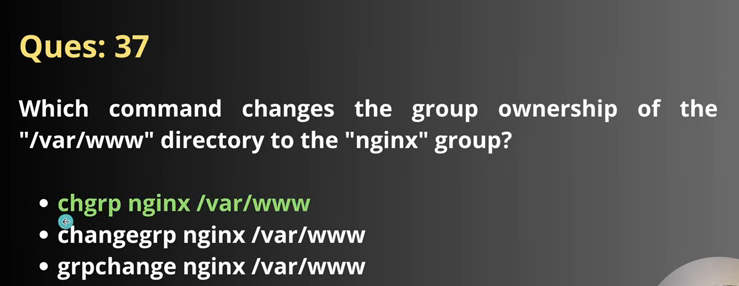 Ques: 37
Which command changes the group ownership of the
"/var/www" directory to the "nginx" group?
• chgrp nginx /var/www
• changegrp nginx /var/www
• grpchange nginx /var/www